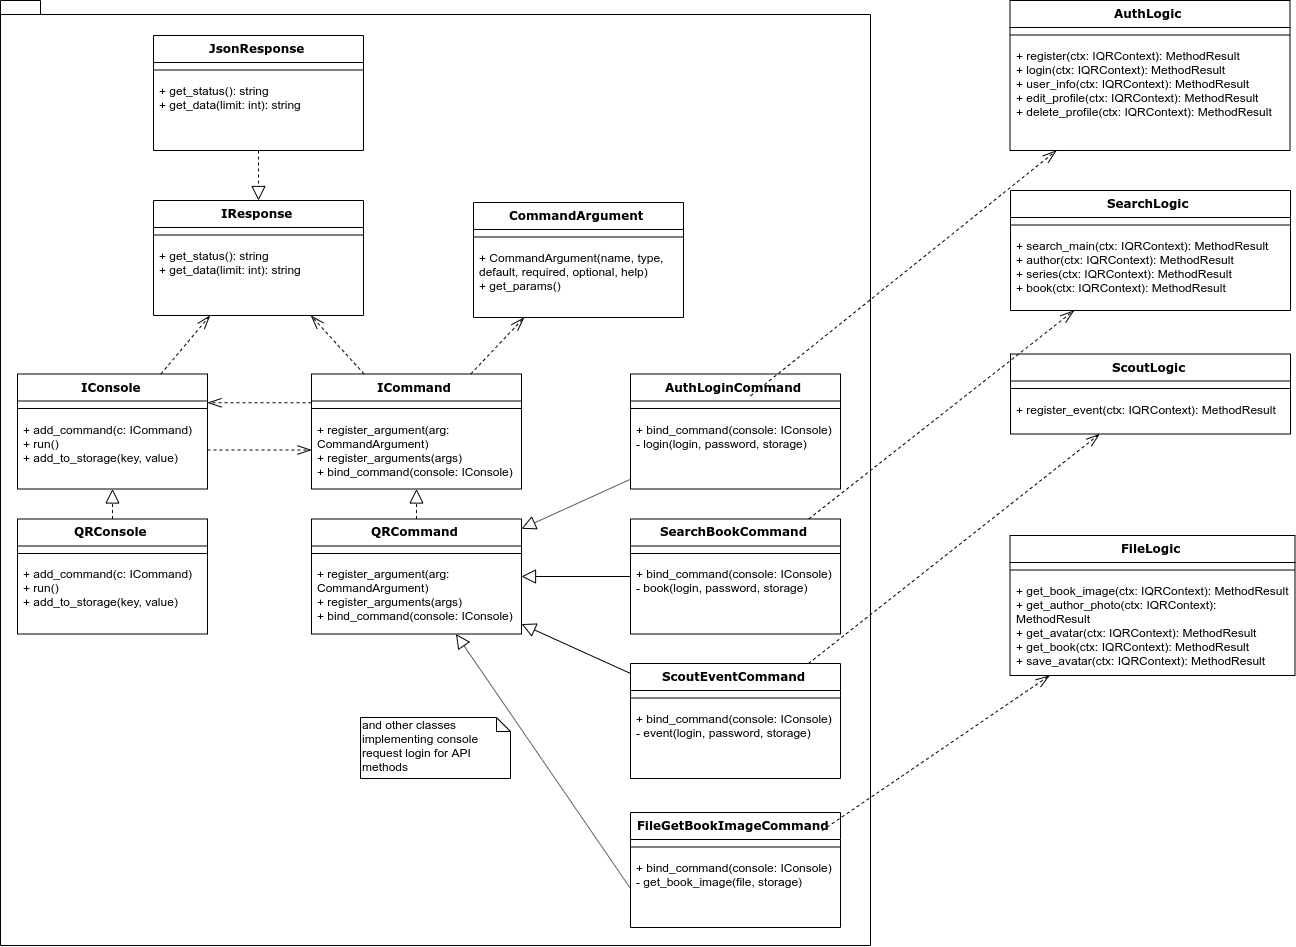 JsonResponse
+ get_status(): string
+ get_data(limit: int): string
IResponse
+ get_status(): string
+ get_data(limit: int): string
CommandArgument
+ CommandArgument(name, type,
default, required, optional, help)
+ get_params()
IConsole
+ add_command(c: ICommand)
+ run()
+ add_to_storage(key, value)
ICommand
+ register_argument(arg:
CommandArgument)
+ register_arguments(args)
+ bind_command(console: IConsole)
AuthLoginCommand
+ bind_command(console: IConsole)
- login(login, password, storage)
QRConsole
+ add_command(c: ICommand)
+ run()
+ add_to_storage(key, value)
QRCommand
+ register_argument(arg:
CommandArgument)
+ register_arguments(args)
+ bind_command(console: IConsole)
SearchBookCommand
+ bind_command(console: IConsole)
- book(login, password, storage)
ScoutEventCommand
+ bind_command(console: IConsole)
- event(login, password, storage)
and other classes
implementing console
request login for API
methods
FileGetBookImageCommand
+ bind_command(console: IConsole)
- get_book_image(file, storage)
AuthLogic
+ register(ctx: IQRContext): MethodResult
+ login(ctx: IQRContext): MethodResult
+ user_info(ctx: IQRContext): MethodResult
+ edit_profile(ctx: IQRContext): MethodResult
+ delete_profile(ctx: IQRContext): MethodResult
SearchLogic
+ search_main(ctx: IQRContext): MethodResult
+ author(ctx: IQRContext): MethodResult
+ series(ctx: IQRContext): MethodResult
+ book(ctx: IQRContext): MethodResult
ScoutLogic
+ register_event(ctx: IQRContext): MethodResult
FileLogic
+ get_book_image(ctx: IQRContext): MethodResult
+ get_author_photo(ctx: IQRContext):
MethodResult
+ get_avatar(ctx: IQRContext): MethodResult
+ get_book(ctx: IQRContext): MethodResult
+ save_avatar(ctx: IQRContext): MethodResult